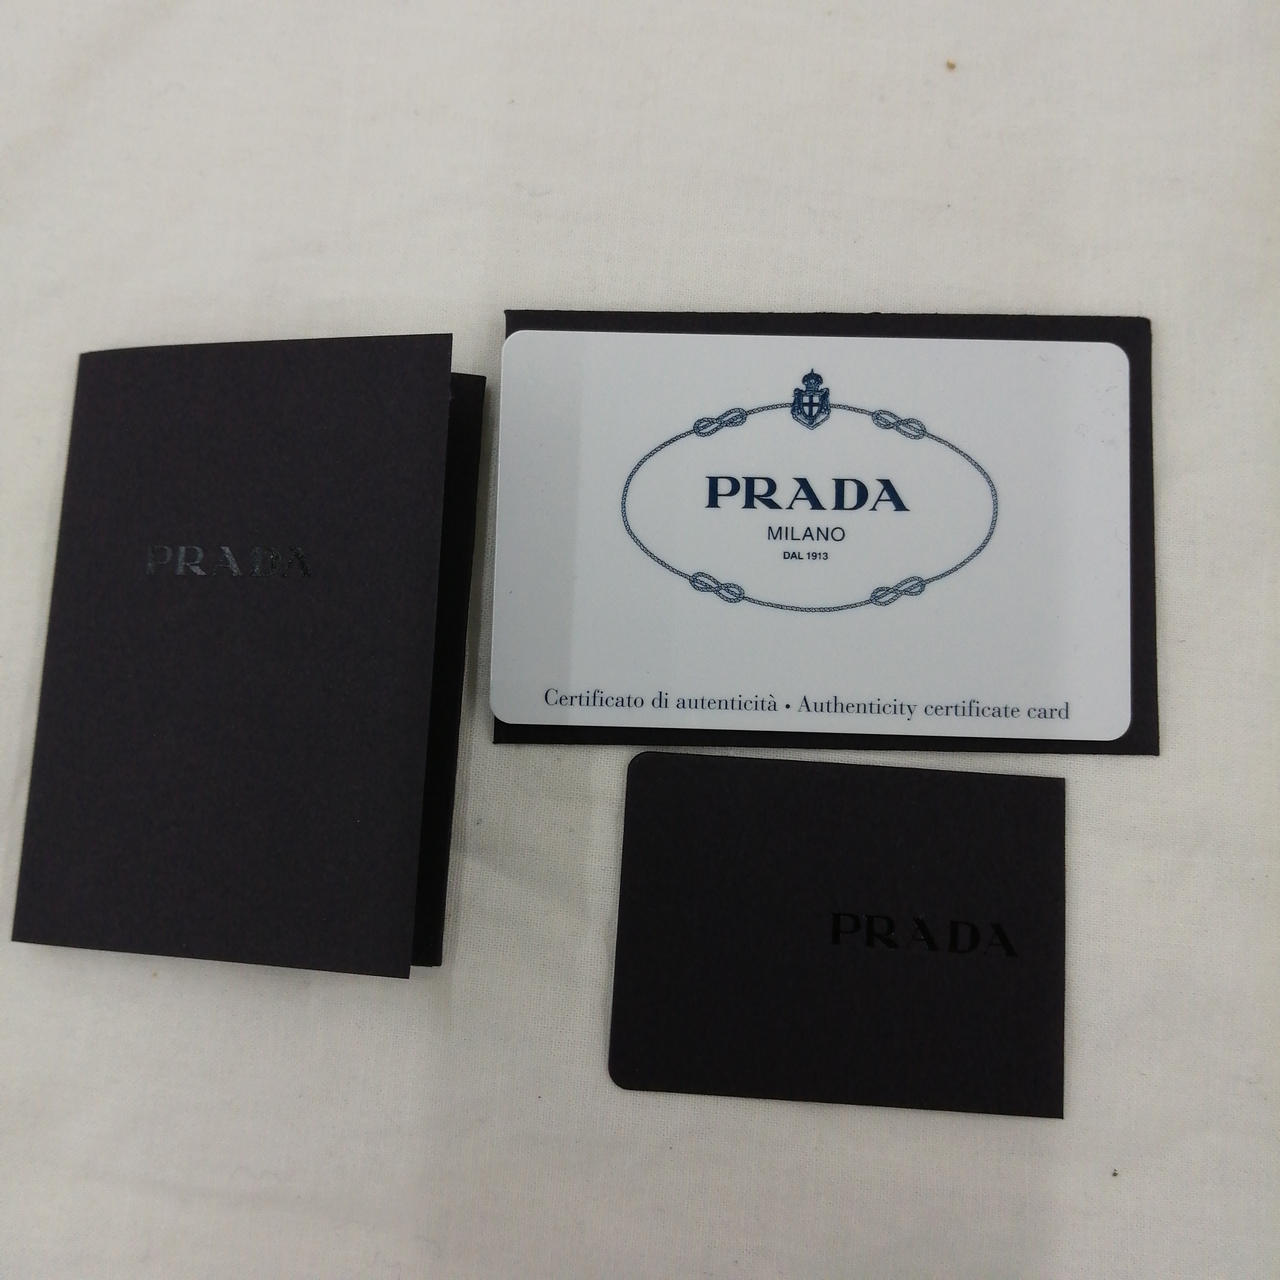 PRADA
PRADA
MILANO
DAL 1913
Certificato di autenticità • Authenticity certificate card
PRADA